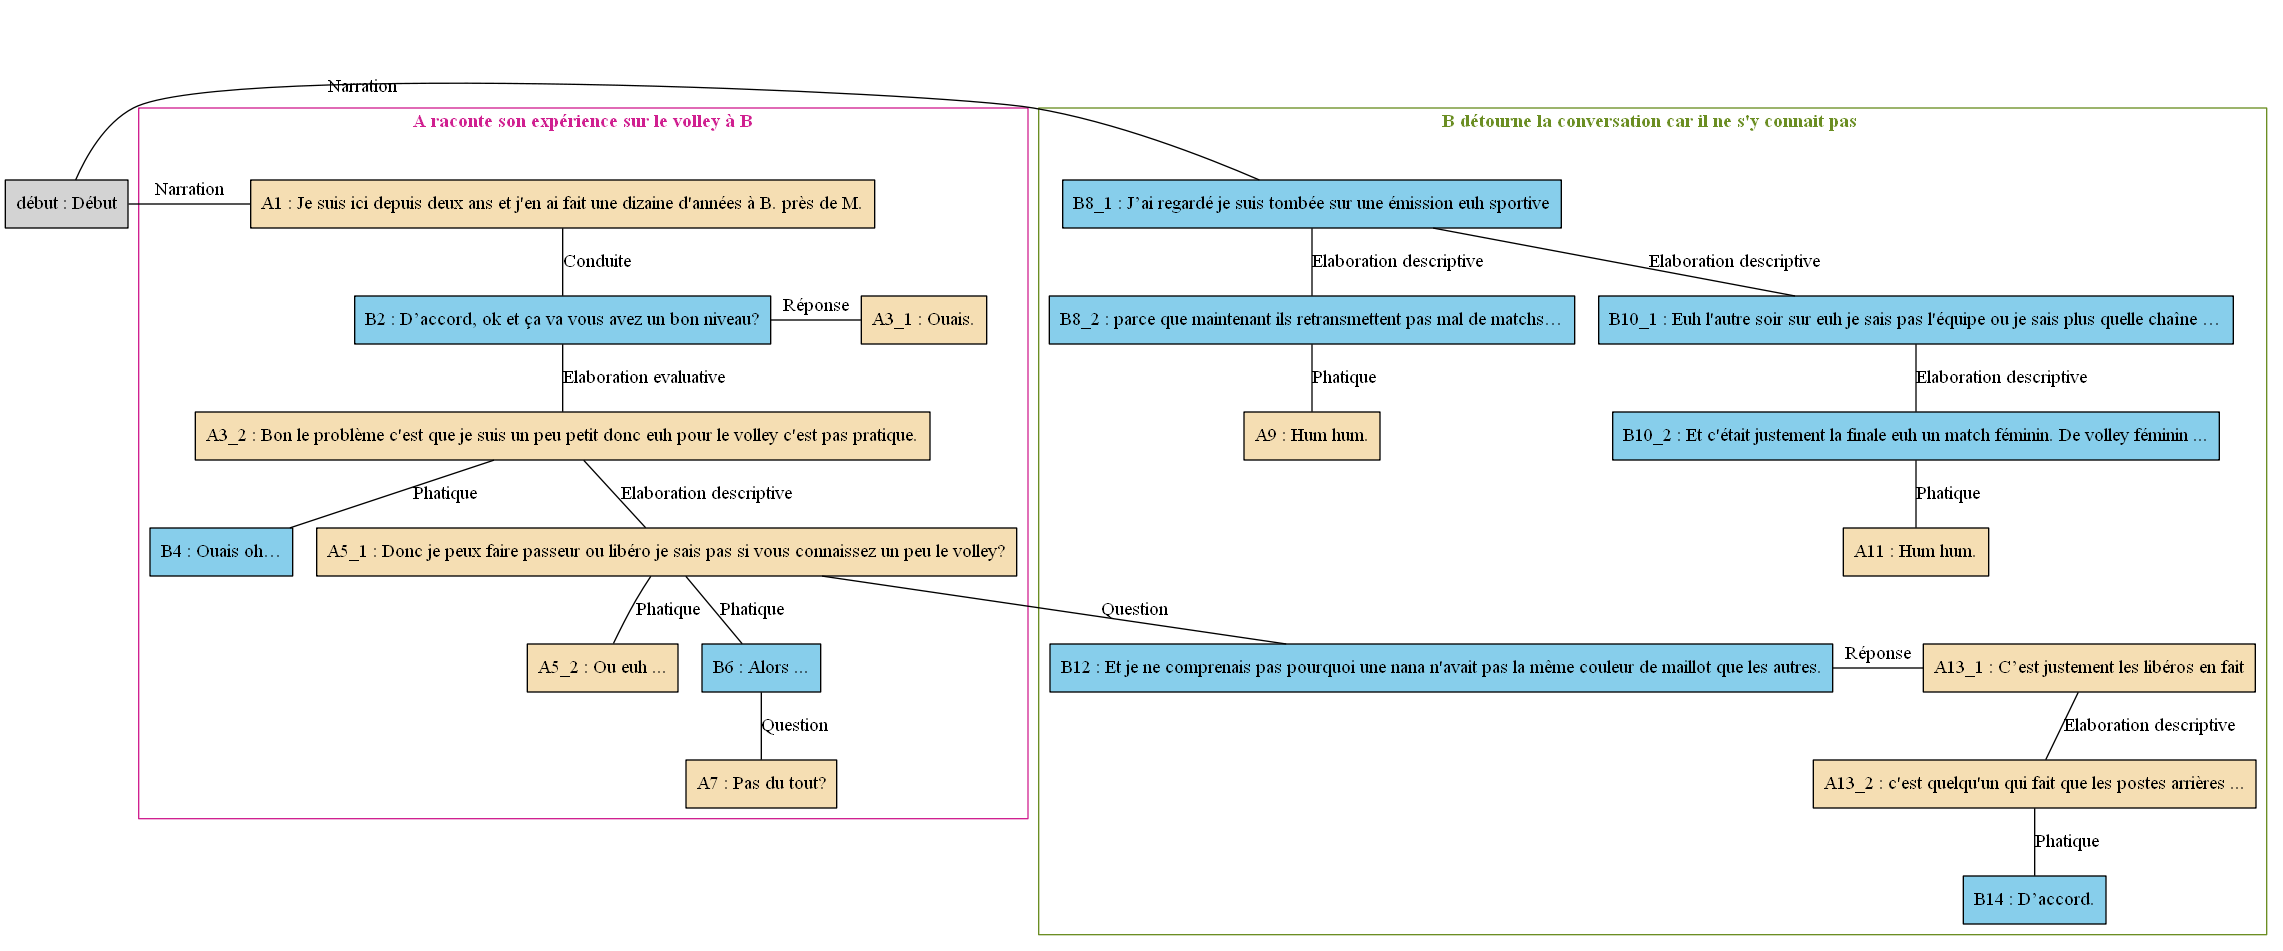 Narration
A raconte son expérience sur le volley à B
B détourne la conversation car il ne s'y connait pas
début : Début
Narration
A1 : Je suis ici depuis deux ans et j'en ai fait une dizaine d'années à B. près de M.
B8_1 : J’ai regardé je suis tombée sur une émission euh sportive
Conduite
Elaboration descriptive
Elaboration descriptive
B2 : D’accord, ok et ça va vous avez un bon niveau?
Réponse
A3_1 : Ouais.
B8_2 : parce que maintenant ils retransmettent pas mal de matchs…
B10_1 : Euh l'autre soir sur euh je sais pas l'équipe ou je sais plus quelle chaîne …
Elaboration evaluative
Phatique
Elaboration descriptive
A3_2 : Bon le problème c'est que je suis un peu petit donc euh pour le volley c'est pas pratique.
A9 : Hum hum.
B10_2 : Et c'était justement la finale euh un match féminin. De volley féminin ...
Phatique
Elaboration descriptive
Phatique
B4 : Ouais oh…
A5_1 : Donc je peux faire passeur ou libéro je sais pas si vous connaissez un peu le volley?
A11 : Hum hum.
Phatique
Phatique
Question
A5_2 : Ou euh ...
B6 : Alors ...
B12 : Et je ne comprenais pas pourquoi une nana n'avait pas la même couleur de maillot que les autres.
Réponse
A13_1 : C’est justement les libéros en fait
Question
Elaboration descriptive
A7 : Pas du tout?
A13_2 : c'est quelqu'un qui fait que les postes arrières ...
Phatique
B14 : D’accord.